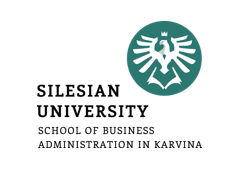 SILESIAN
UNIVERSITY
SCHOOL OF BUSINESS
ADMINISTRATION IN KARVINA